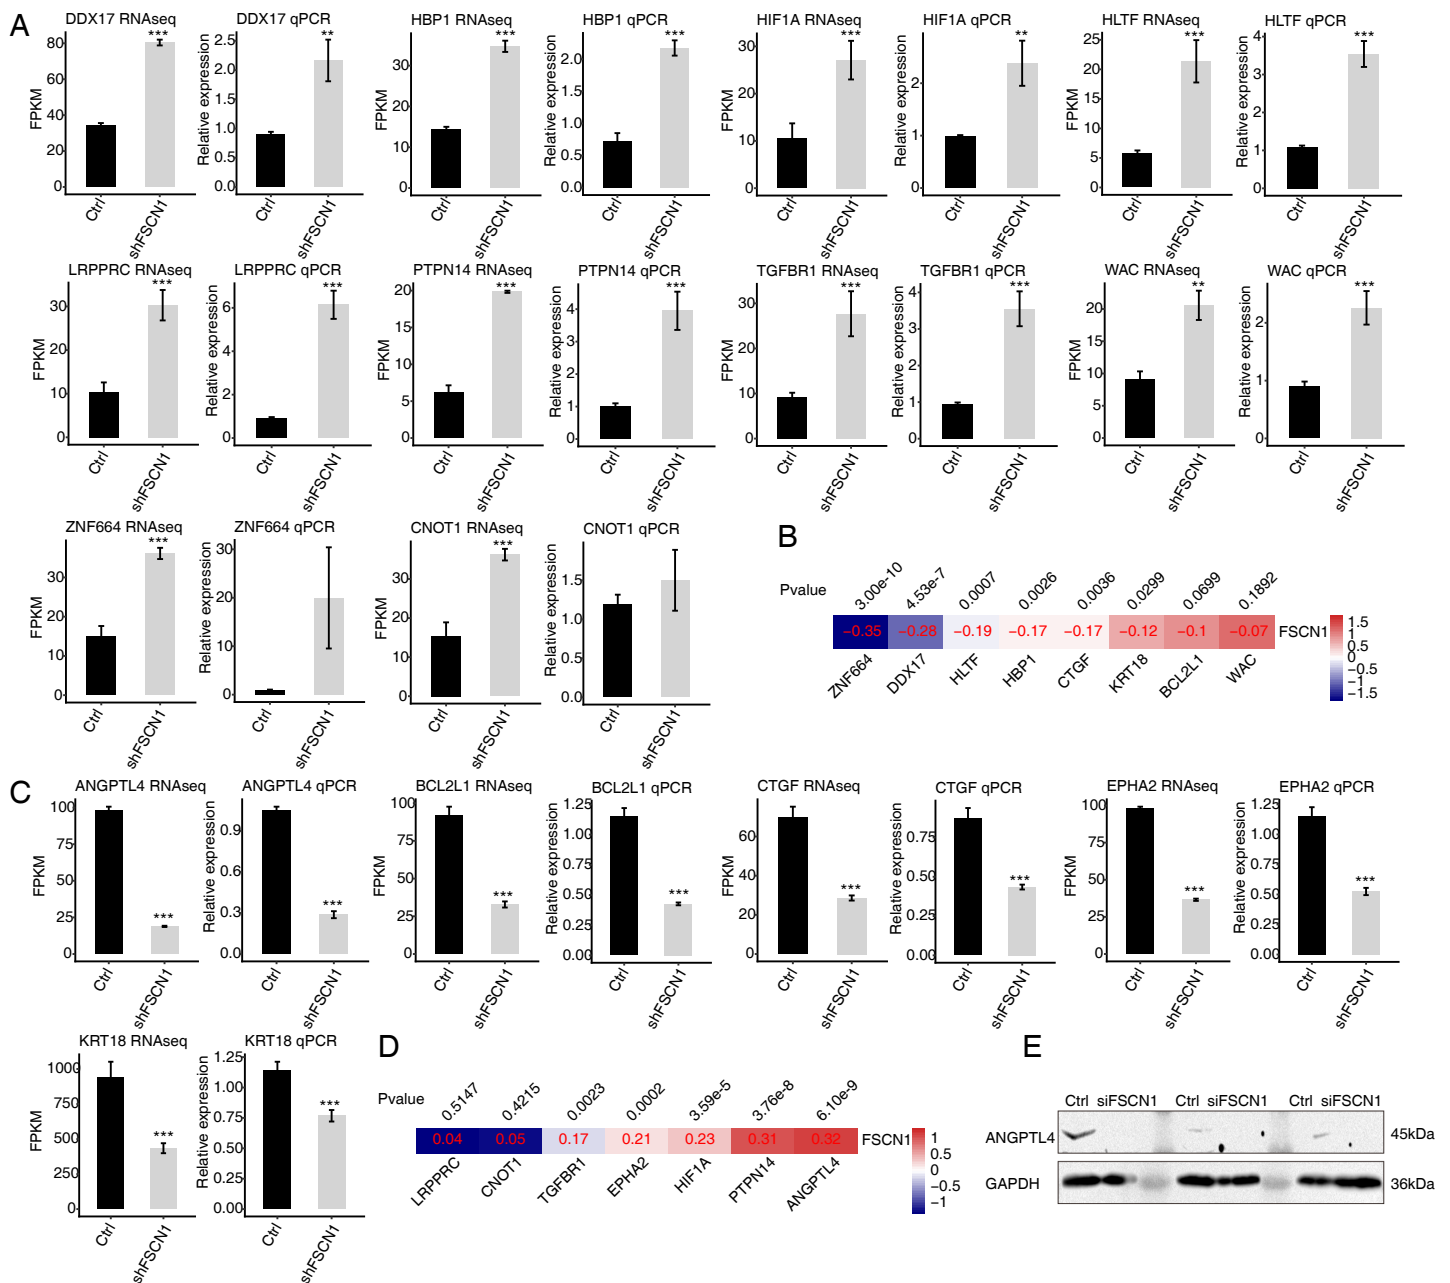 A
DDX17 RNAseq
FPKM
80
60
40
20
0
***
Ctrl
shFSCN1
DDX17 qPCR
Relative expression
2.5
2.0
1.5
1.0
0.5
0.0
**
Ctrl
shFSCN1
HBP1 RNAseq
FPKM
30
20
10
0
***
Ctrl
shFSCN1
HBP1 qPCR
Relative expression
2.0
1.5
1.0
0.5
0.0
***
Ctrl
shFSCN1
HIF1A RNAseq
FPKM
30
20
10
0
***
Ctrl
shFSCN1
HIF1A qPCR
Relative expression
2
1
0
**
Ctrl
shFSCN1
HLTF RNAseq
FPKM
25
20
15
10
5
0
***
Ctrl
shFSCN1
HLTF qPCR
Relative expression
4
3
2
1
0
***
Ctrl
shFSCN1
LRPPRC RNAseq
FPKM
30
20
10
0
***
Ctrl
shFSCN1
LRPPRC qPCR
Relative expression
6
4
2
0
***
Ctrl
shFSCN1
PTPN14 RNAseq
FPKM
20
15
10
5
0
***
Ctrl
shFSCN1
PTPN14 qPCR
Relative expression
4
3
2
1
0
***
Ctrl
shFSCN1
TGFBR1 RNAseq
FPKM
30
20
10
0
***
Ctrl
shFSCN1
TGFBR1 qPCR
Relative expression
4
3
2
1
0
***
Ctrl
shFSCN1
WAC RNAseq
FPKM
20
15
10
5
0
**
Ctrl
shFSCN1
WAC qPCR
Relative expression
2
1
0
***
Ctrl
shFSCN1
ZNF664 RNAseq
FPKM
30
20
10
0
***
Ctrl
shFSCN1
ZNF664 qPCR
Relative expression
30
20
10
0
Ctrl
shFSCN1
CNOT1 RNAseq
FPKM
30
20
10
0
***
Ctrl
shFSCN1
CNOT1 qPCR
Relative expression
1.5
1.0
0.5
0.0
Ctrl
shFSCN1
B
Pvalue 3.00e-10 4.53e-7 0.0007 0.0026 0.0036 0.0299 0.0699 0.1892
−0.35 −0.28 −0.19 −0.17 −0.17 −0.12 −0.1 −0.07 FSCN1
ZNF664 DDX17 HLTF HBP1 CTGF KRT18 BCL2L1 WAC
1.5
1
0.5
0
−0.5
−1
−1.5
C
ANGPTL4 RNAseq
FPKM
100
75
50
25
0
***
Ctrl
shFSCN1
ANGPTL4 qPCR
Relative expression
0.9
0.6
0.3
0.0
***
Ctrl
shFSCN1
BCL2L1 RNAseq
FPKM
100
75
50
25
0
***
Ctrl
shFSCN1
BCL2L1 qPCR
Relative expression
1.25
1.00
0.75
0.50
0.25
0.00
***
Ctrl
shFSCN1
CTGF RNAseq
FPKM
60
40
20
0
***
Ctrl
shFSCN1
CTGF qPCR
Relative expression
0.75
0.50
0.25
0.00
***
Ctrl
shFSCN1
EPHA2 RNAseq
FPKM
100
75
50
25
0
***
Ctrl
shFSCN1
EPHA2 qPCR
Relative expression
1.25
1.00
0.75
0.50
0.25
0.00
***
Ctrl
shFSCN1
KRT18 RNAseq
FPKM
1000
750
500
250
0
***
Ctrl
shFSCN1
KRT18 qPCR
Relative expression
1.25
1.00
0.75
0.50
0.25
0.00
***
Ctrl
shFSCN1
D
Pvalue 0.5147 0.4215 0.0023 0.0002 3.59e-5 3.76e-8 6.10e-9
0.04 0.05 0.17 0.21 0.23 0.31 0.32 FSCN1
LRPPRC CNOT1 TGFBR1 EPHA2 HIF1A PTPN14 ANGPTL4
1
0.5
0
−0.5
−1
E
Ctrl siFSCN1 Ctrl siFSCN1 Ctrl siFSCN1
ANGPTL4 45kDa
GAPDH 36kDa